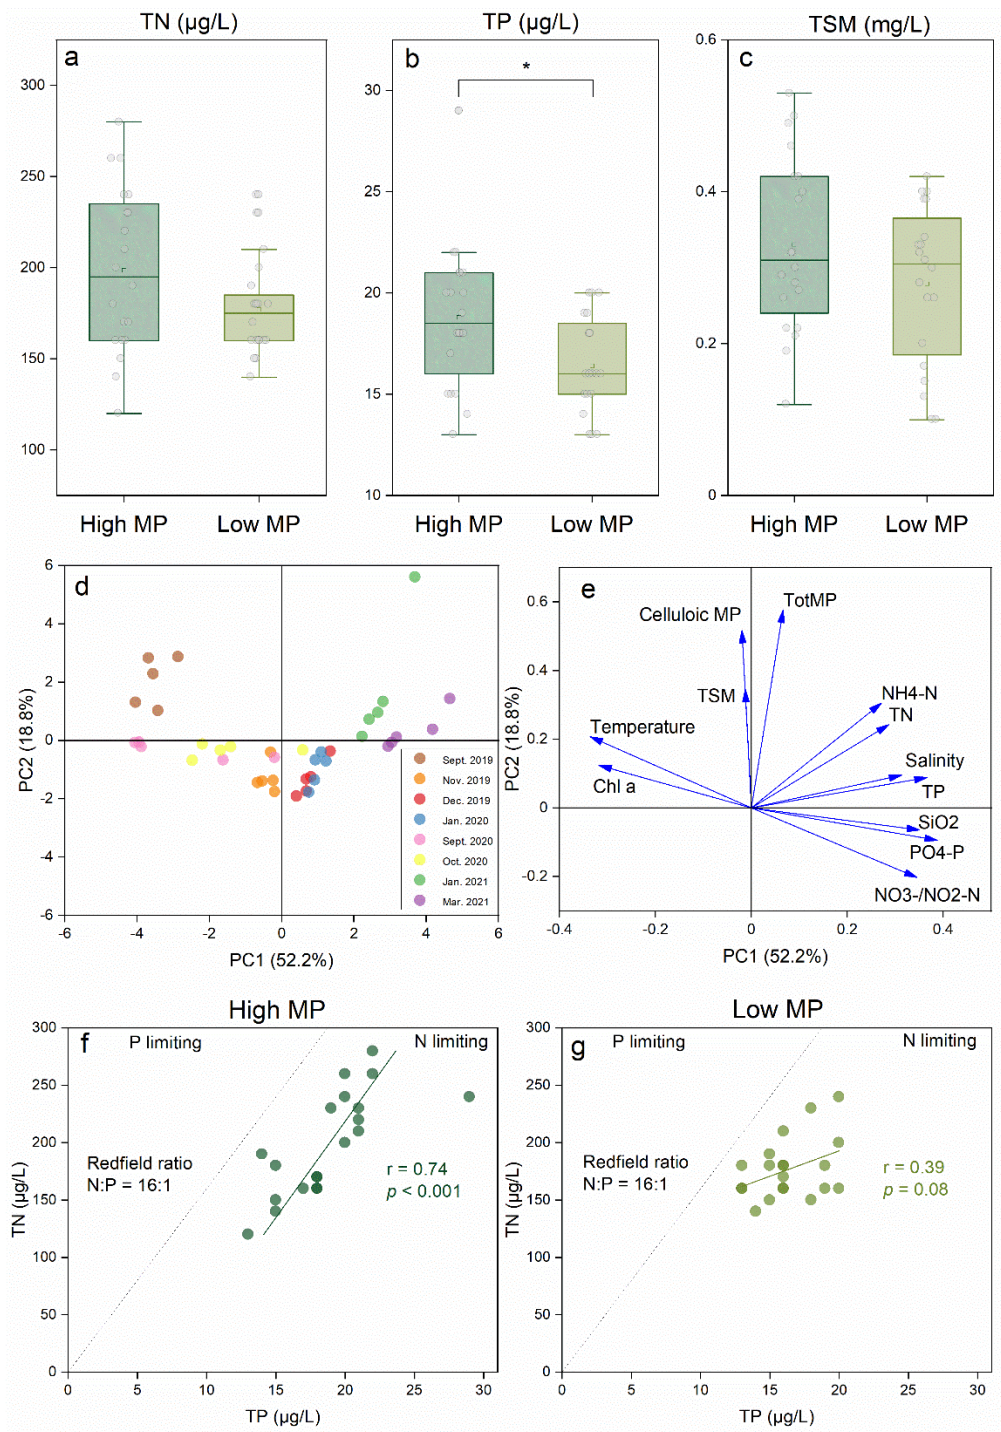 TN (µg/L)
TP (µg/L)
TSM (mg/L)
a
300
250
200
150
100
High MP
Low MP
b
*
30
25
20
15
10
High MP
Low MP
c
0.6
0.4
0.2
0
High MP
Low MP
d
6
4
2
0
-2
-4
-6
-6
-4
-2
0
2
4
6
PC2 (18.8%)
PC1 (52.2%)
Sept. 2019
Nov. 2019
Dec. 2019
Jan. 2020
Sept. 2020
Oct. 2020
Jan. 2021
Mar. 2021
e
0.6
0.4
0.2
0
-0.2
-0.4
-0.2
0
0.2
0.4
PC2 (18.8%)
PC1 (52.2%)
Celluloic MP
TotMP
TSM
NH4-N
TN
Temperature
Salinity
Chl a
TP
SiO2
PO4-P
NO3-/NO2-N
High MP
f
P limiting
N limiting
300
250
200
150
100
50
0
Redfield ratio
N:P = 16:1
r = 0.74
p < 0.001
TN (µg/L)
0
5
10
15
20
25
30
TP (µg/L)
Low MP
g
P limiting
N limiting
300
250
200
150
100
50
0
Redfield ratio
N:P = 16:1
r = 0.39
p = 0.08
TN (µg/L)
0
5
10
15
20
25
30
TP (µg/L)